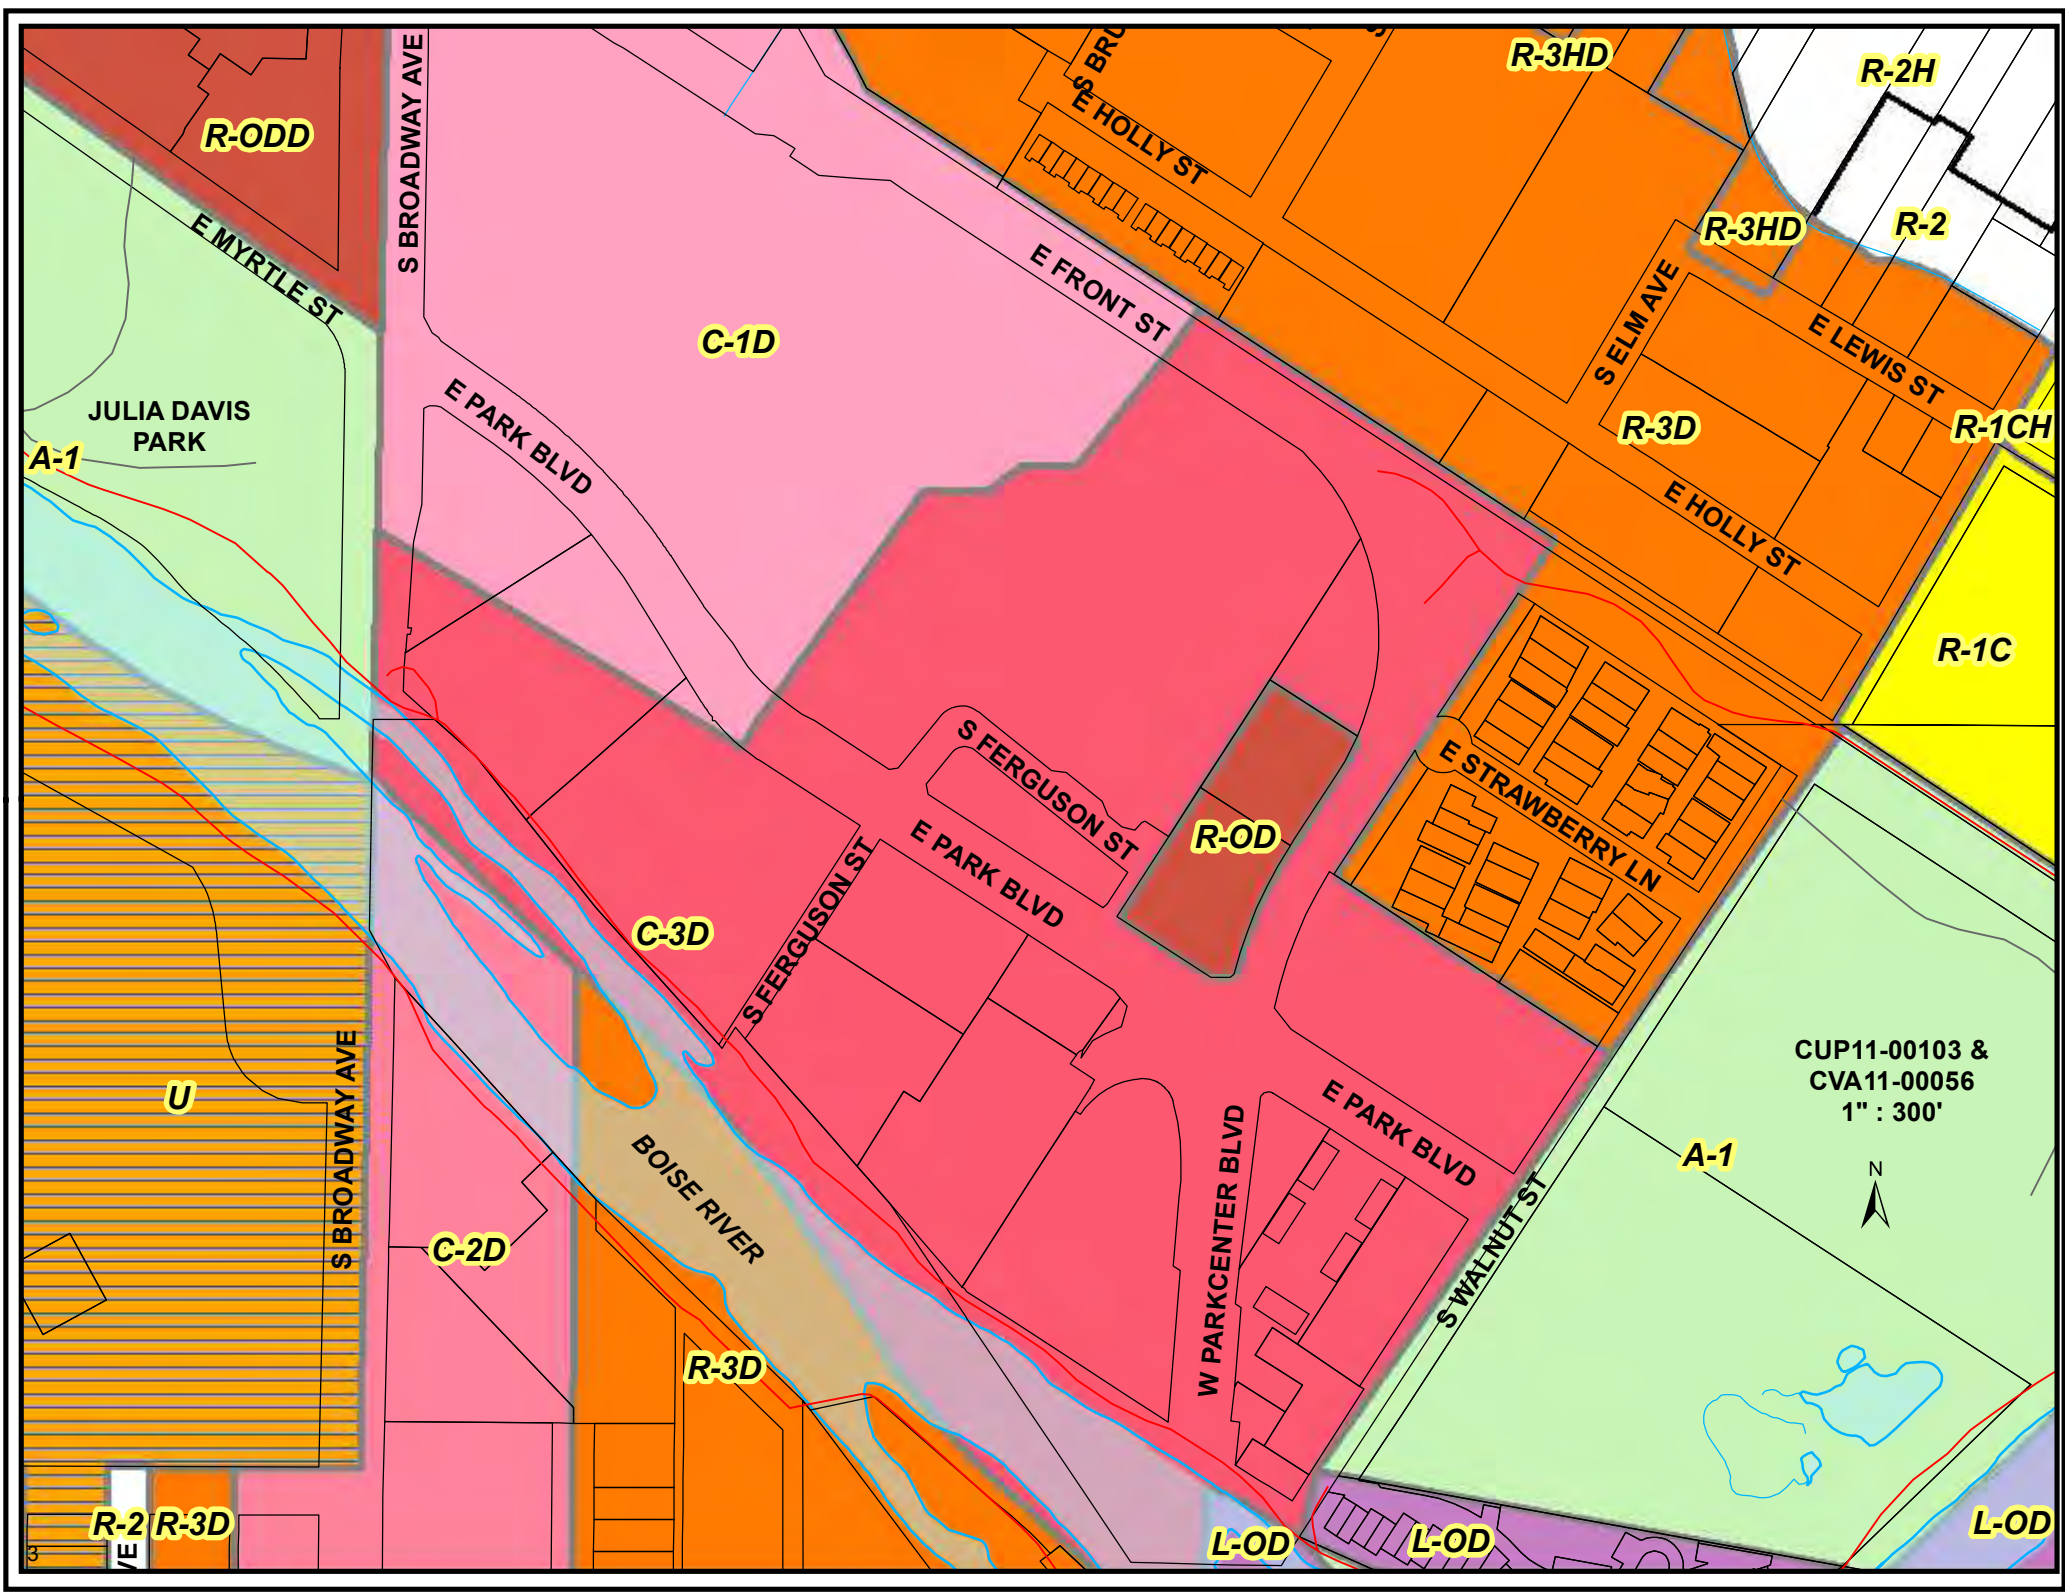 R-ODD
S BROADWAY AVE
S BRU
E HOLLY ST
R-3HD
R-2H
E MYRTLE ST
E FRONT ST
R-3HD
R-2
S ELM AVE
C-1D
E LEWIS ST
JULIA DAVIS
PARK
E PARK BLVD
A-1
R-3D
R-1CH
E HOLLY ST
R-1C
S FERGUSON ST
E STRAWBERRY LN
R-OD
E PARK BLVD
S FERGUSON ST
C-3D
CUP11-00103 &
CVA11-00056
1" : 300'
U
S BROADWAY AVE
BOISE RIVER
E PARK BLVD
A-1
N
W PARKCENTER BLVD
S WALNUT ST
C-2D
R-3D
R-2
R-3D
VE
3
L-OD
L-OD
L-OD